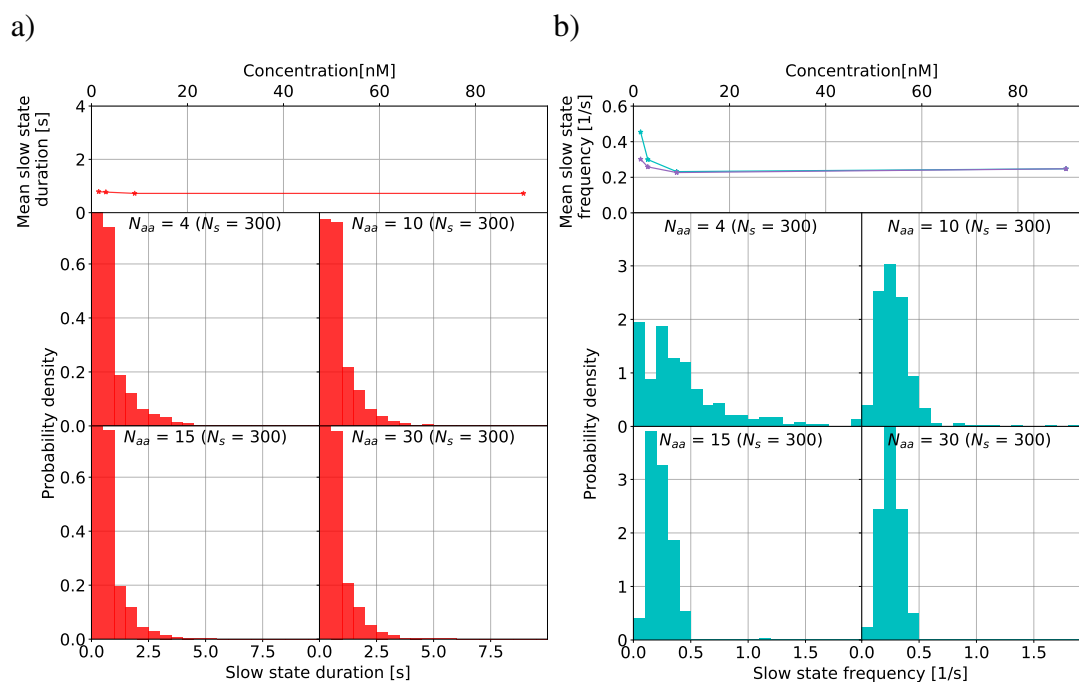 a)
Concentration[nM]
0 20 40 60 80
Mean slow state
duration [s]
4
2
0
N_aa = 4 (N_s = 300) N_aa = 10 (N_s = 300)
0.6
0.4
0.2
0.0
N_aa = 15 (N_s = 300) N_aa = 30 (N_s = 300)
0.6
0.4
0.2
0.0
Probability density
0.0 2.5 5.0 7.5 0.0 2.5 5.0 7.5
Slow state duration [s]
b)
Concentration[nM]
0 20 40 60 80
Mean slow state
frequency [1/s]
0.6
0.4
0.2
0.0
N_aa = 4 (N_s = 300) N_aa = 10 (N_s = 300)
3
2
1
0
N_aa = 15 (N_s = 300) N_aa = 30 (N_s = 300)
3
2
1
0
Probability density
0.0 0.5 1.0 1.5 0.0 0.5 1.0 1.5
Slow state frequency [1/s]